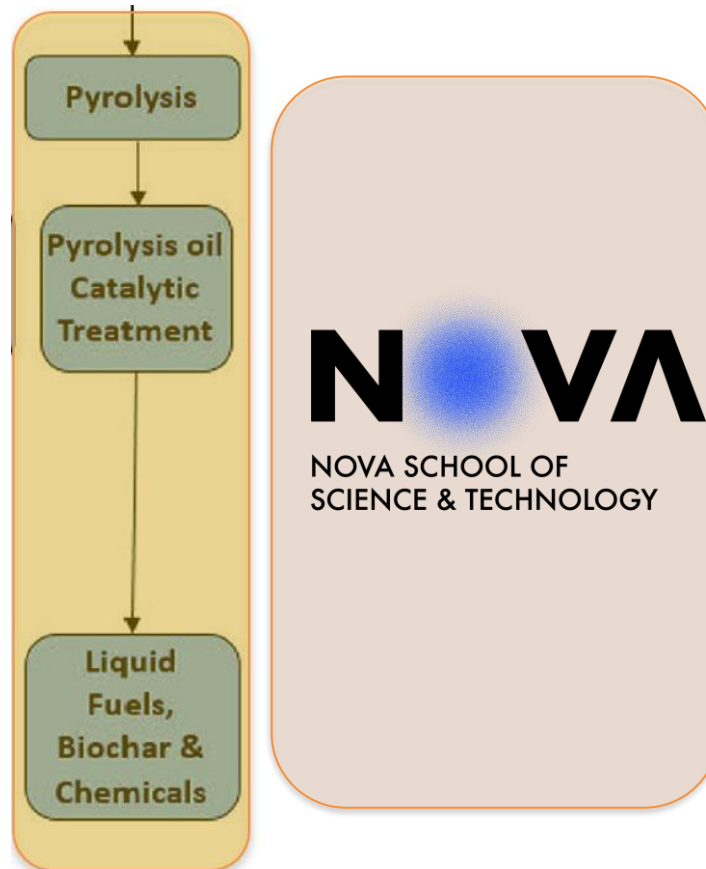 Pyrolysis
Pyrolysis oil
Catalytic
Treatment
Liquid
Fuels,
Biochar &
Chemicals
NOVA
NOVA SCHOOL OF
SCIENCE & TECHNOLOGY